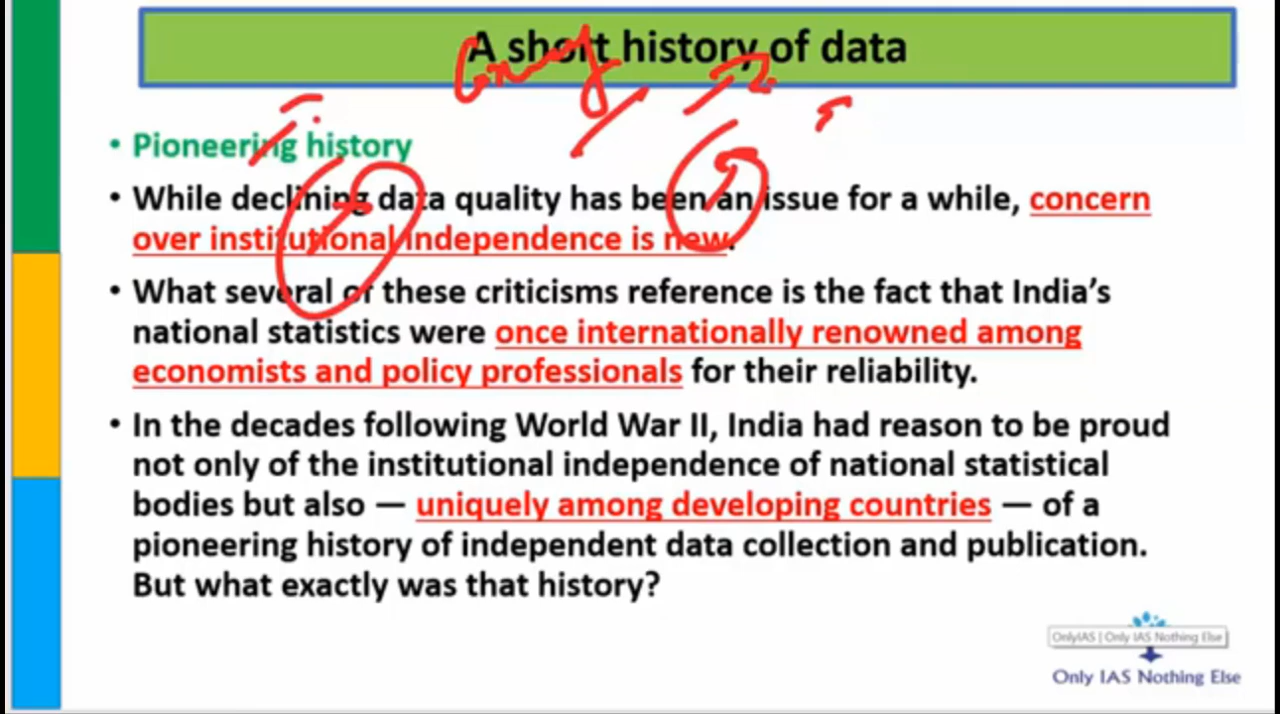 A short history of data
• Pioneering history
• While declining data quality has been an issue for a while, concern
over institutional independence is new.
• What several of these criticisms reference is the fact that India’s
national statistics were once internationally renowned among
economists and policy professionals for their reliability.
• In the decades following World War II, India had reason to be proud
not only of the institutional independence of national statistical
bodies but also — uniquely among developing countries — of a
pioneering history of independent data collection and publication.
But what exactly was that history?
OnlyIAS | Only IAS Nothing Else
Only IAS Nothing Else